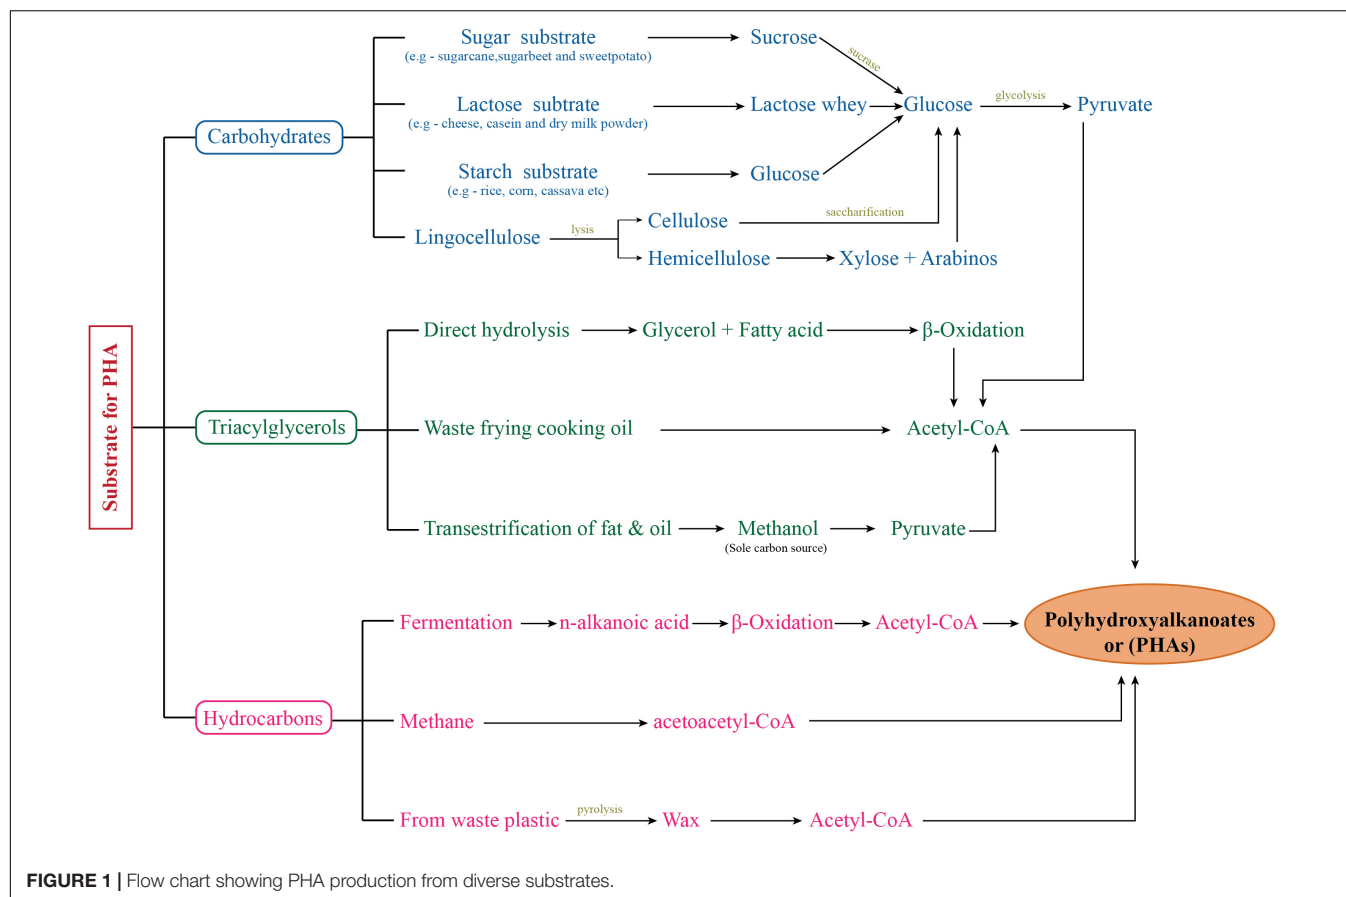 Sugar substrate
(e.g - sugarcane,sugarbeet and sweetpotato)
Sucrose
sucrase
Lactose subtrate
(e.g - cheese, casein and dry milk powder)
Lactose whey
Glucose
glycolysis
Pyruvate
Carbohydrates
Starch substrate
(e.g - rice, corn, cassava etc)
Glucose
Lingocellulose
lysis
Cellulose
saccharification
Hemicellulose
Xylose + Arabinos
Substrate for PHA
Direct hydrolysis
Glycerol + Fatty acid
β-Oxidation
Triacylglycerols
Waste frying cooking oil
Acetyl-CoA
Transestrification of fat & oil
Methanol
(Sole carbon source)
Pyruvate
Fermentation
n-alkanoic acid
β-Oxidation
Acetyl-CoA
Polyhydroxyalkanoates
or (PHAs)
Hydrocarbons
Methane
acetoacetyl-CoA
From waste plastic
pyrolysis
Wax
Acetyl-CoA
FIGURE 1 | Flow chart showing PHA production from diverse substrates.